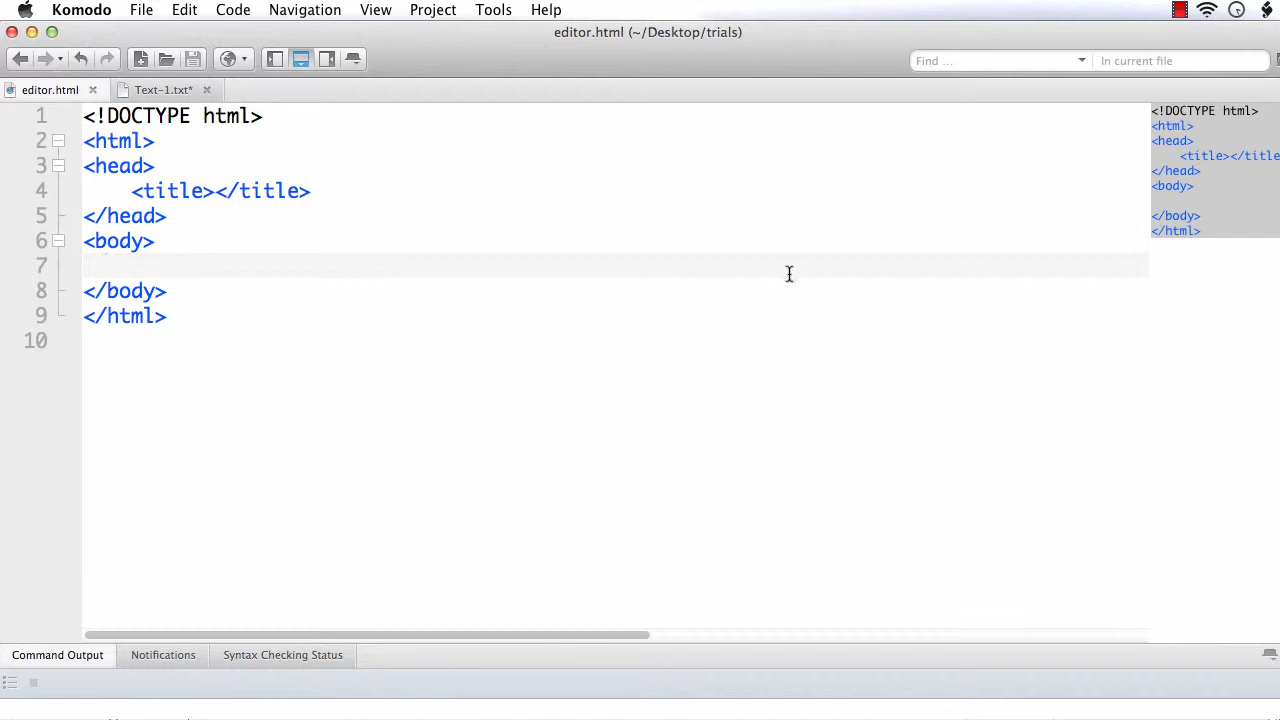 Komodo File Edit Code Navigation View Project Tools Help
editor.html (~/Desktop/trials)
Find ... In current file
editor.html Text-1.txt*
1 <!DOCTYPE html>
2 <html>
3 <head>
4 <title></title>
5 </head>
6 <body>
7
8 </body>
9 </html>
10
<!DOCTYPE html>
<html>
<head>
<title></title
</head>
<body>
</body>
</html>
Command Output Notifications Syntax Checking Status